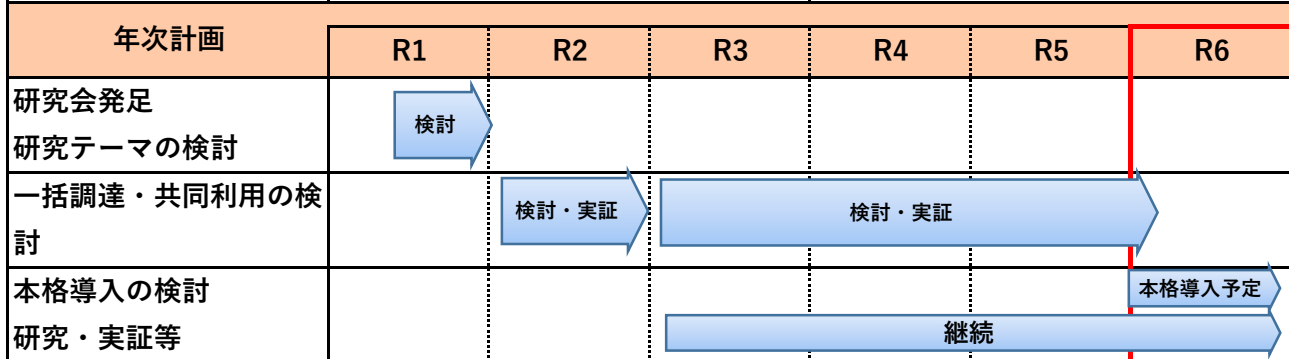 年次計画
R1 R2 R3 R4 R5 R6
研究会発足
研究テーマの検討
検討
一括調達・共同利用の検
討
検討・実証
検討・実証
本格導入の検討
研究・実証等
本格導入予定
継続